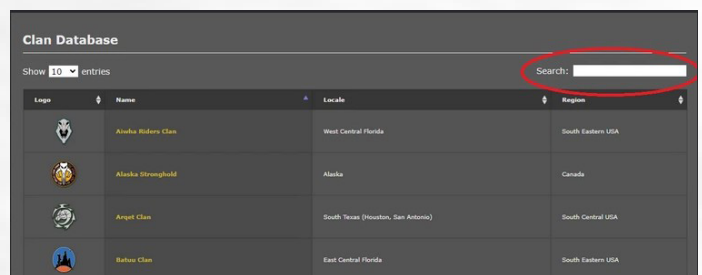 Clan Database
Show 10 entries
Search:
Logo Name Locale Region
Aiwha Riders Clan West Central Florida South Eastern USA
Alaska Stronghold Alaska Canada
Arqet Clan South Texas (Houston, San Antonio) South Central USA
Batuu Clan East Central Florida South Eastern USA